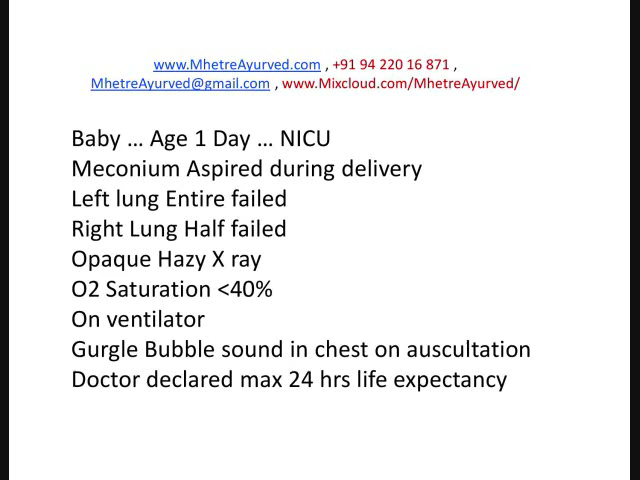 www.MhetreAyurved.com , +91 94 220 16 871 ,
MhetreAyurved@gmail.com , www.Mixcloud.com/MhetreAyurved/
Baby ... Age 1 Day ... NICU
Meconium Aspired during delivery
Left lung Entire failed
Right Lung Half failed
Opaque Hazy X ray
O2 Saturation <40%
On ventilator
Gurgle Bubble sound in chest on auscultation
Doctor declared max 24 hrs life expectancy